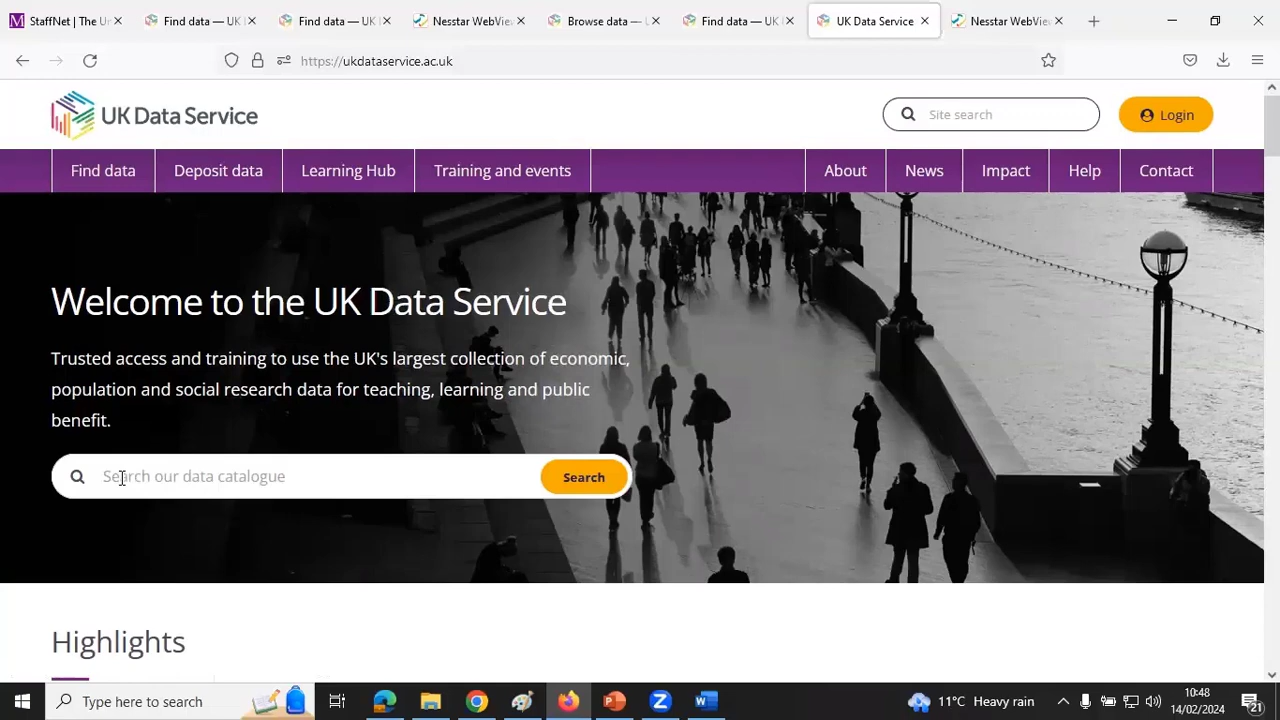 StaffNet | The Un
Find data — UK
Find data — UK
Nesstar WebView
Browse data —
Find data — UK
UK Data Service
Nesstar WebView
https://ukdataservice.ac.uk
UK Data Service
Site search
Login
Find data
Deposit data
Learning Hub
Training and events
About
News
Impact
Help
Contact
Welcome to the UK Data Service
Trusted access and training to use the UK's largest collection of economic,
population and social research data for teaching, learning and public
benefit.
Search our data catalogue
Search
Highlights
Type here to search
11°C Heavy rain
10:48
14/02/2024
21